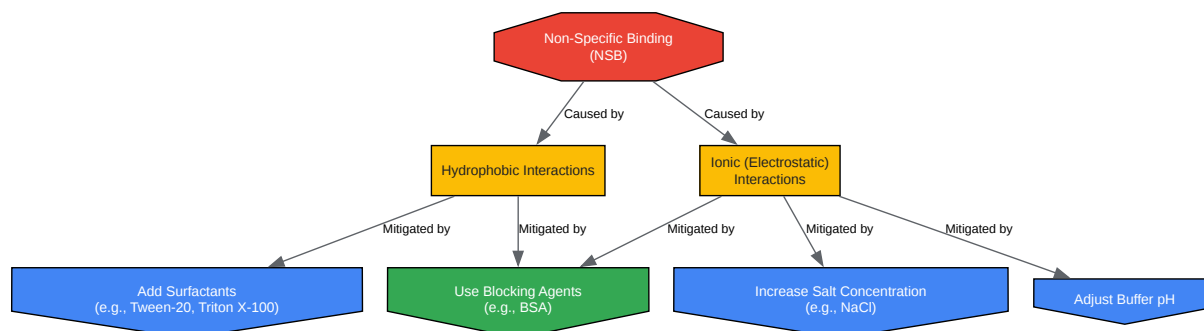 Non-Specific Binding
(NSB)
Caused by
Caused by
Hydrophobic Interactions
Ionic (Electrostatic)
Interactions
Mitigated by
Mitigated by
Mitigated by
Mitigated by
Mitigated by
Add Surfactants
(e.g., Tween-20, Triton X-100)
Use Blocking Agents
(e.g., BSA)
Increase Salt Concentration
(e.g., NaCl)
Adjust Buffer pH